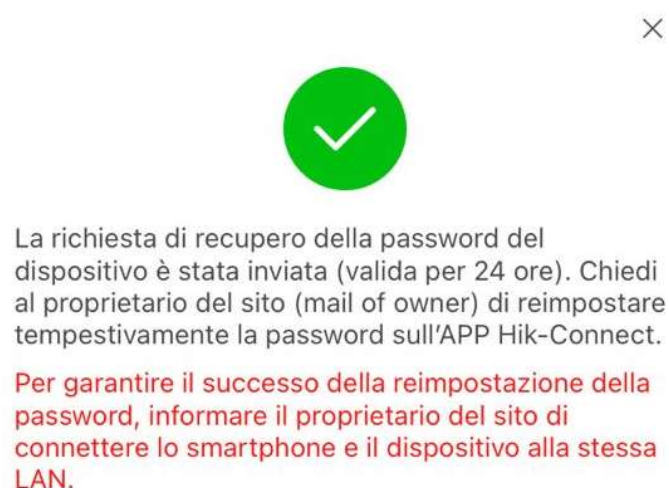 La richiesta di recupero della password del
dispositivo è stata inviata (valida per 24 ore). Chiedi
al proprietario del sito (mail of owner) di reimpostare
tempestivamente la password sull’APP Hik-Connect.
Per garantire il successo della reimpostazione della
password, informare il proprietario del sito di
connettere lo smartphone e il dispositivo alla stessa
LAN.